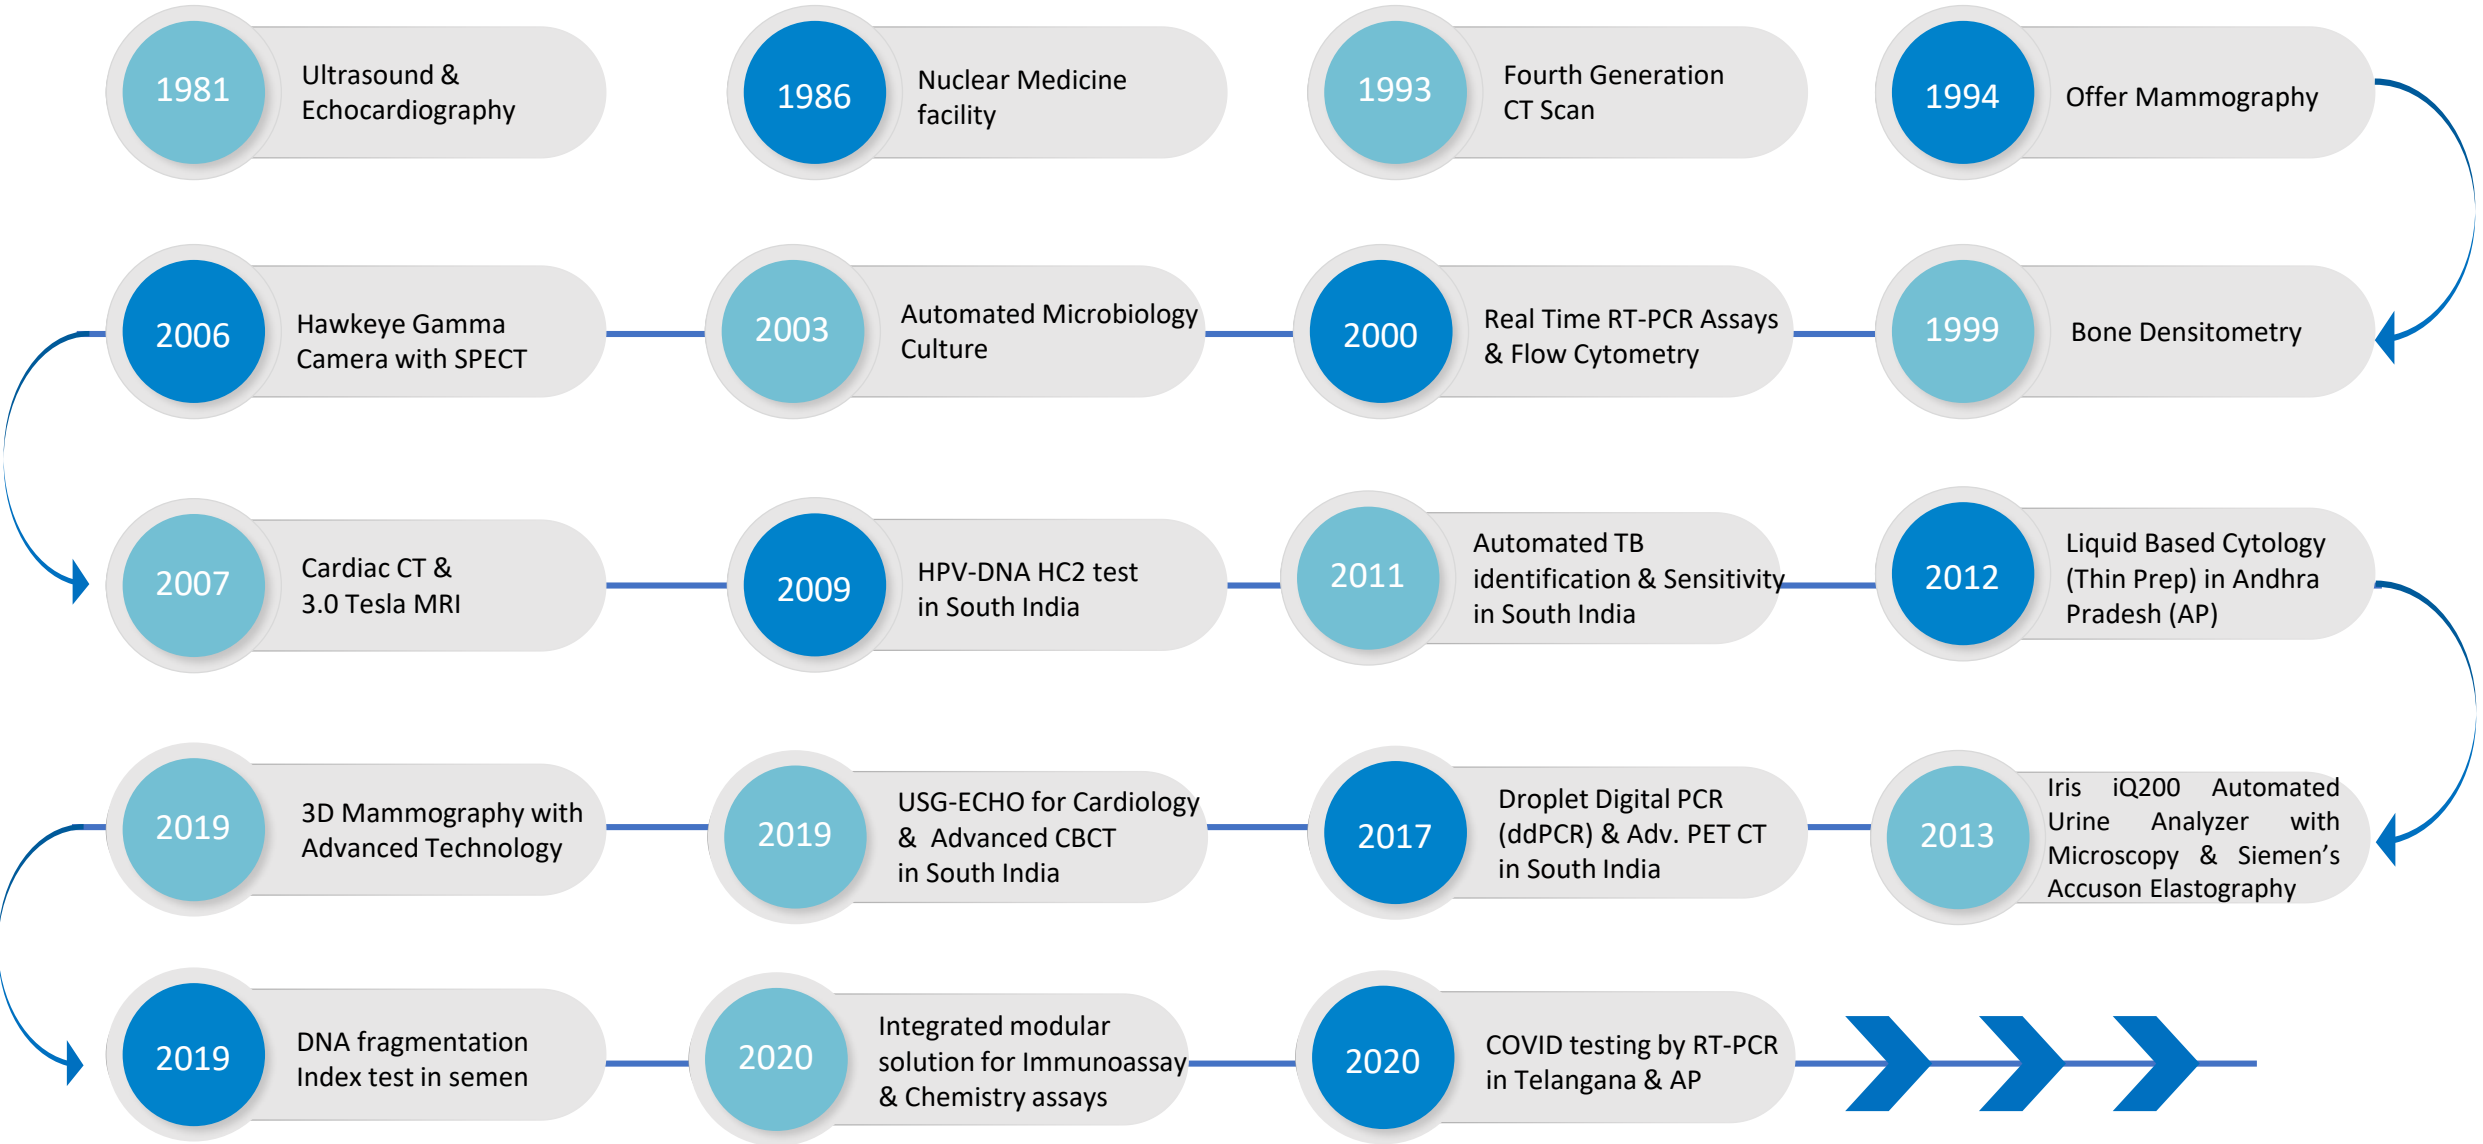 1981
Ultrasound &
Echocardiography
1986
Nuclear Medicine
facility
1993
Fourth Generation
CT Scan
1994
Offer Mammography
2006
Hawkeye Gamma
Camera with SPECT
2003
Automated Microbiology
Culture
2000
Real Time RT-PCR Assays
& Flow Cytometry
1999
Bone Densitometry
2007
Cardiac CT &
3.0 Tesla MRI
2009
HPV-DNA HC2 test
in South India
2011
Automated TB
identification & Sensitivity
in South India
2012
Liquid Based Cytology
(Thin Prep) in Andhra
Pradesh (AP)
2019
3D Mammography with
Advanced Technology
2019
USG-ECHO for Cardiology
& Advanced CBCT
in South India
2017
Droplet Digital PCR
(ddPCR) & Adv. PET CT
in South India
2013
Iris iQ200 Automated
Urine Analyzer with
Microscopy & Siemen’s
Accuson Elastography
2019
DNA fragmentation
Index test in semen
2020
Integrated modular
solution for Immunoassay
& Chemistry assays
2020
COVID testing by RT-PCR
in Telangana & AP